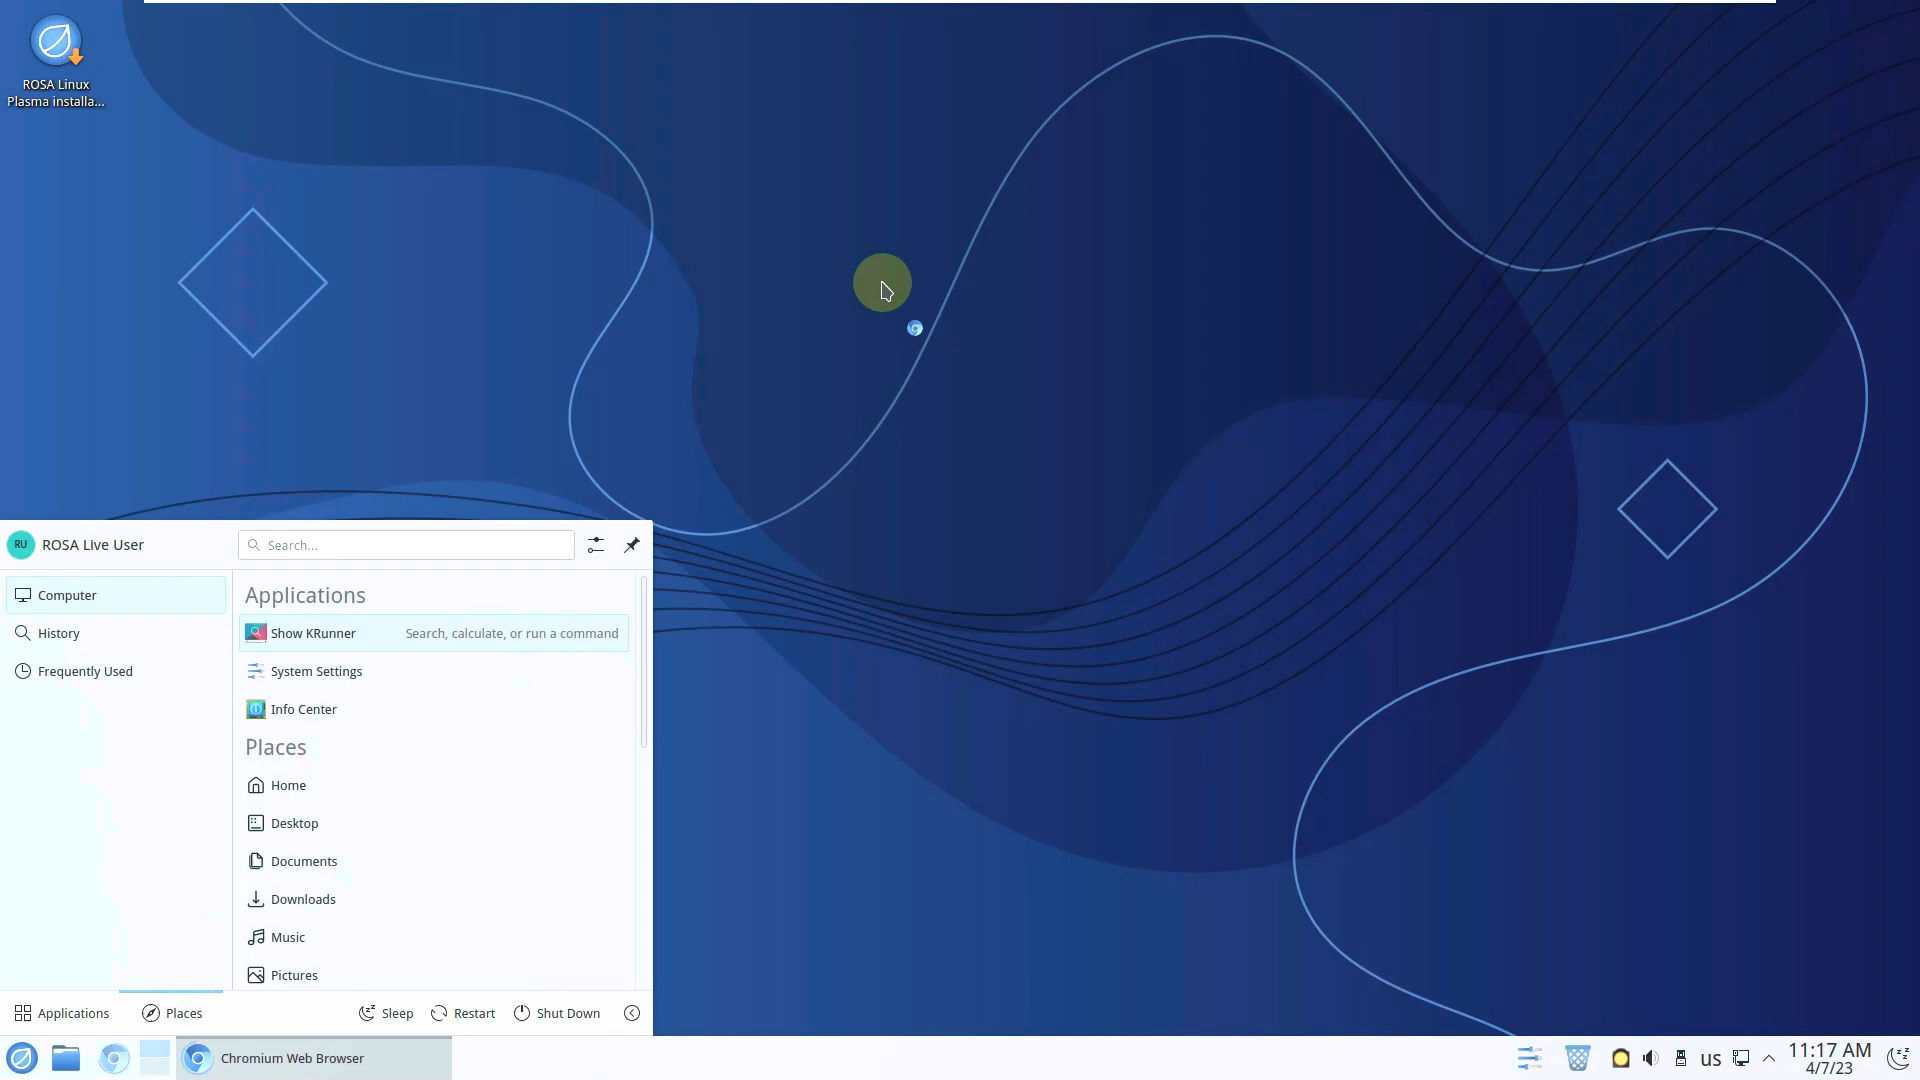 ROSA Linux
Plasma installa...
RU
ROSA Live User
Search...
Computer
History
Frequently Used
Applications
Show KRunner
Search, calculate, or run a command
System Settings
Info Center
Places
Home
Desktop
Documents
Downloads
Music
Pictures
Applications
Places
Sleep
Restart
Shut Down
Chromium Web Browser
us
11:17 AM
4/7/23